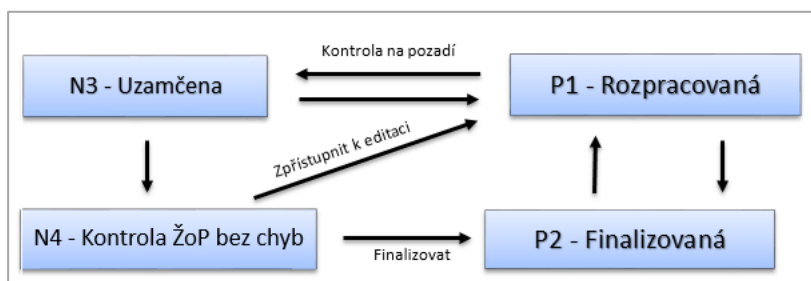 Kontrola na pozadí
N3 - Uzamčena
P1 - Rozpracovaná
Zpřístupnit k editaci
N4 - Kontrola ŽoP bez chyb
P2 - Finalizovaná
Finalizovat